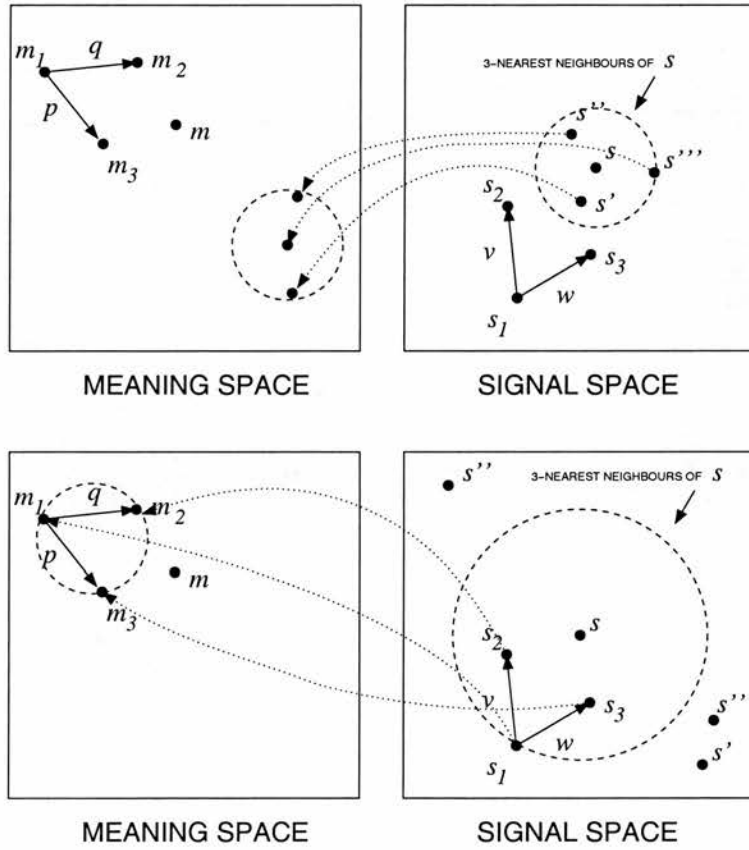 m1 q m2
p
m
m3
3-NEAREST NEIGHBOURS OF s
s''
s
s'''
s2
s'
v
s3
w
s1
MEANING SPACE SIGNAL SPACE
s''
3-NEAREST NEIGHBOURS OF s
m1 q m2
p
m
m3
s
s2
v
s3
s''
w
s'
s1
MEANING SPACE SIGNAL SPACE